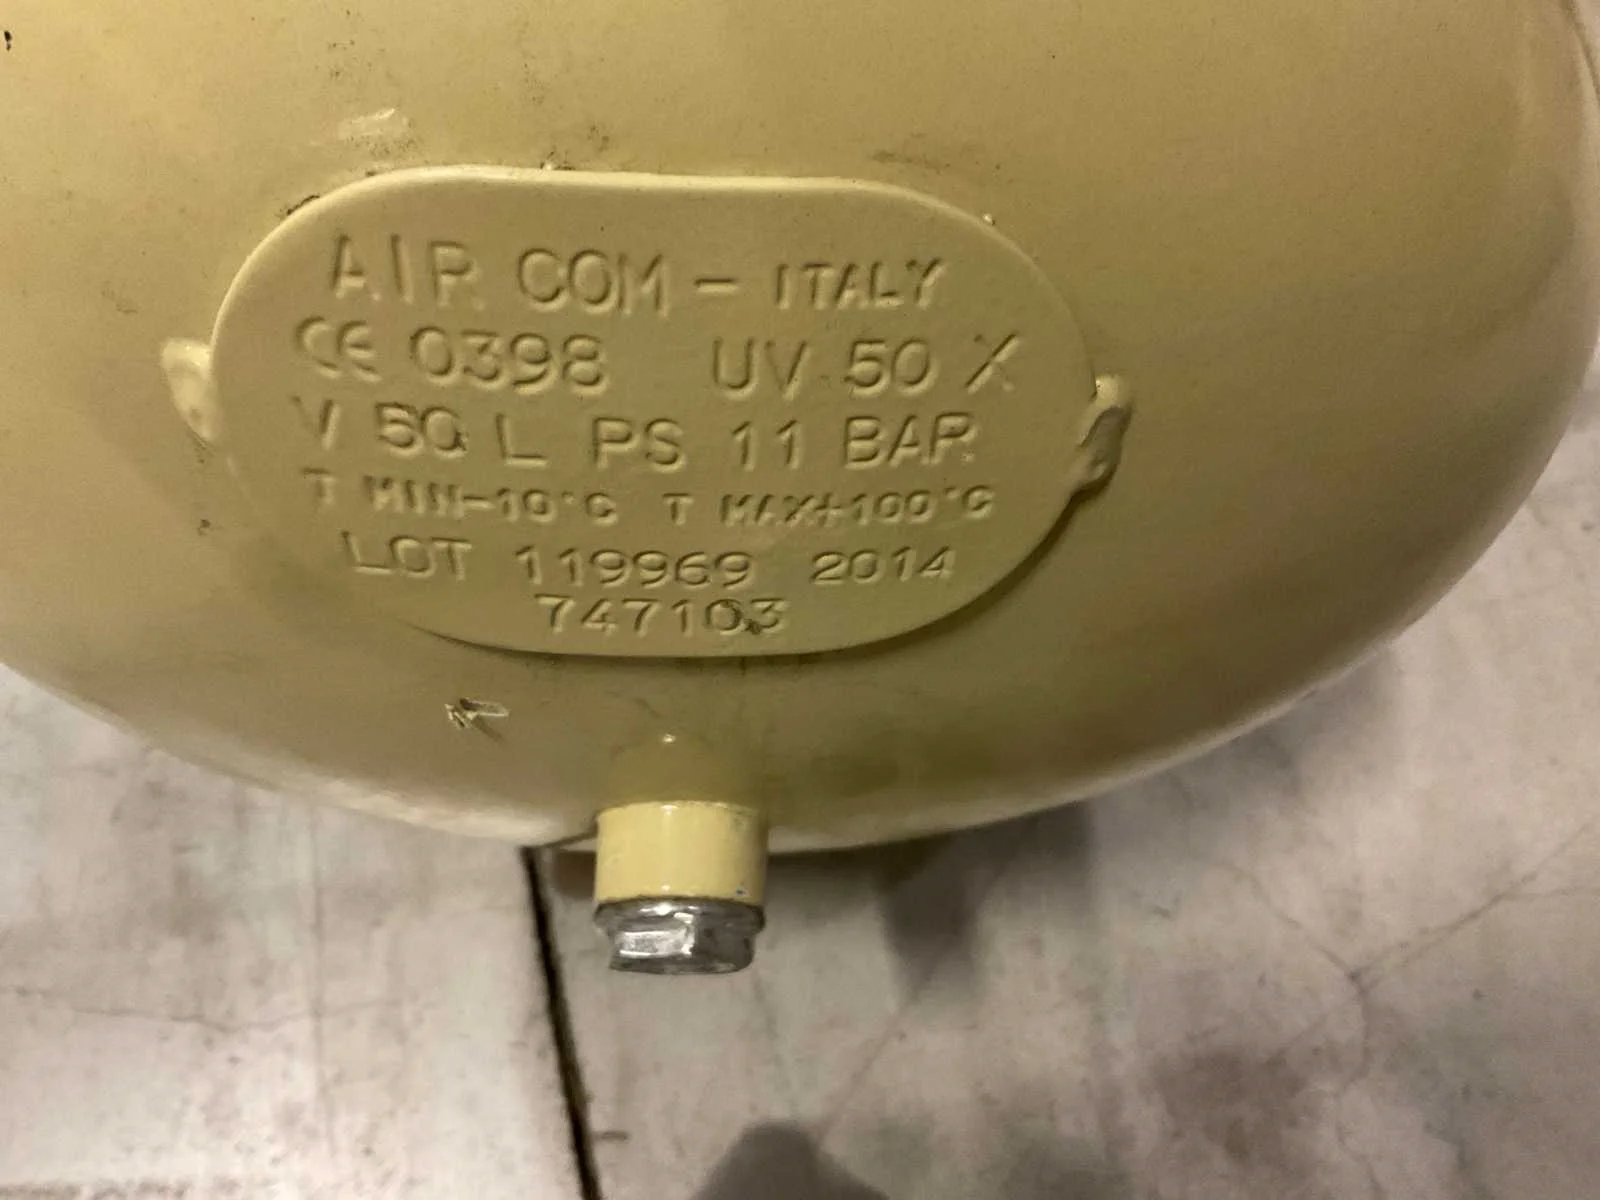 AIR COM - ITALY
CE 0398 UV 50 X
V 50 L PS 11 BAR
T MIN-10°C T MAX+100°C
LOT 119969 2014
747103